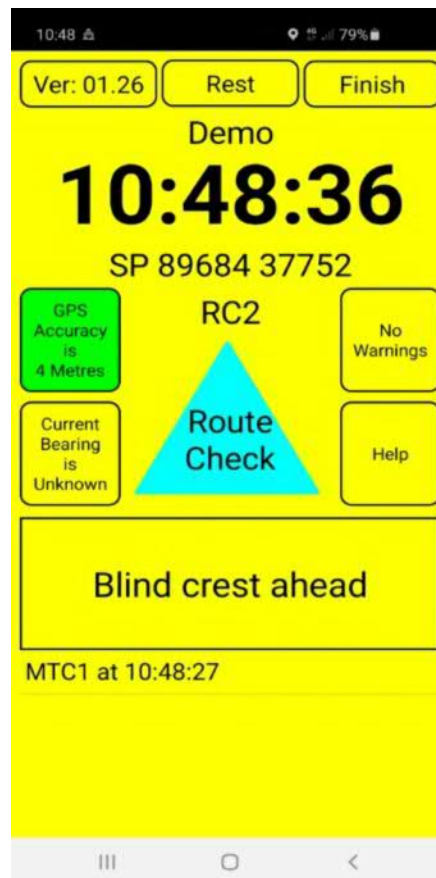 10:48 79%
Ver: 01.26 Rest Finish
Demo
10:48:36
SP 89684 37752
GPS
Accuracy
is
4 Metres
RC2
No
Warnings
Current
Bearing
is
Unknown
Route
Check
Help
Blind crest ahead
MTC1 at 10:48:27